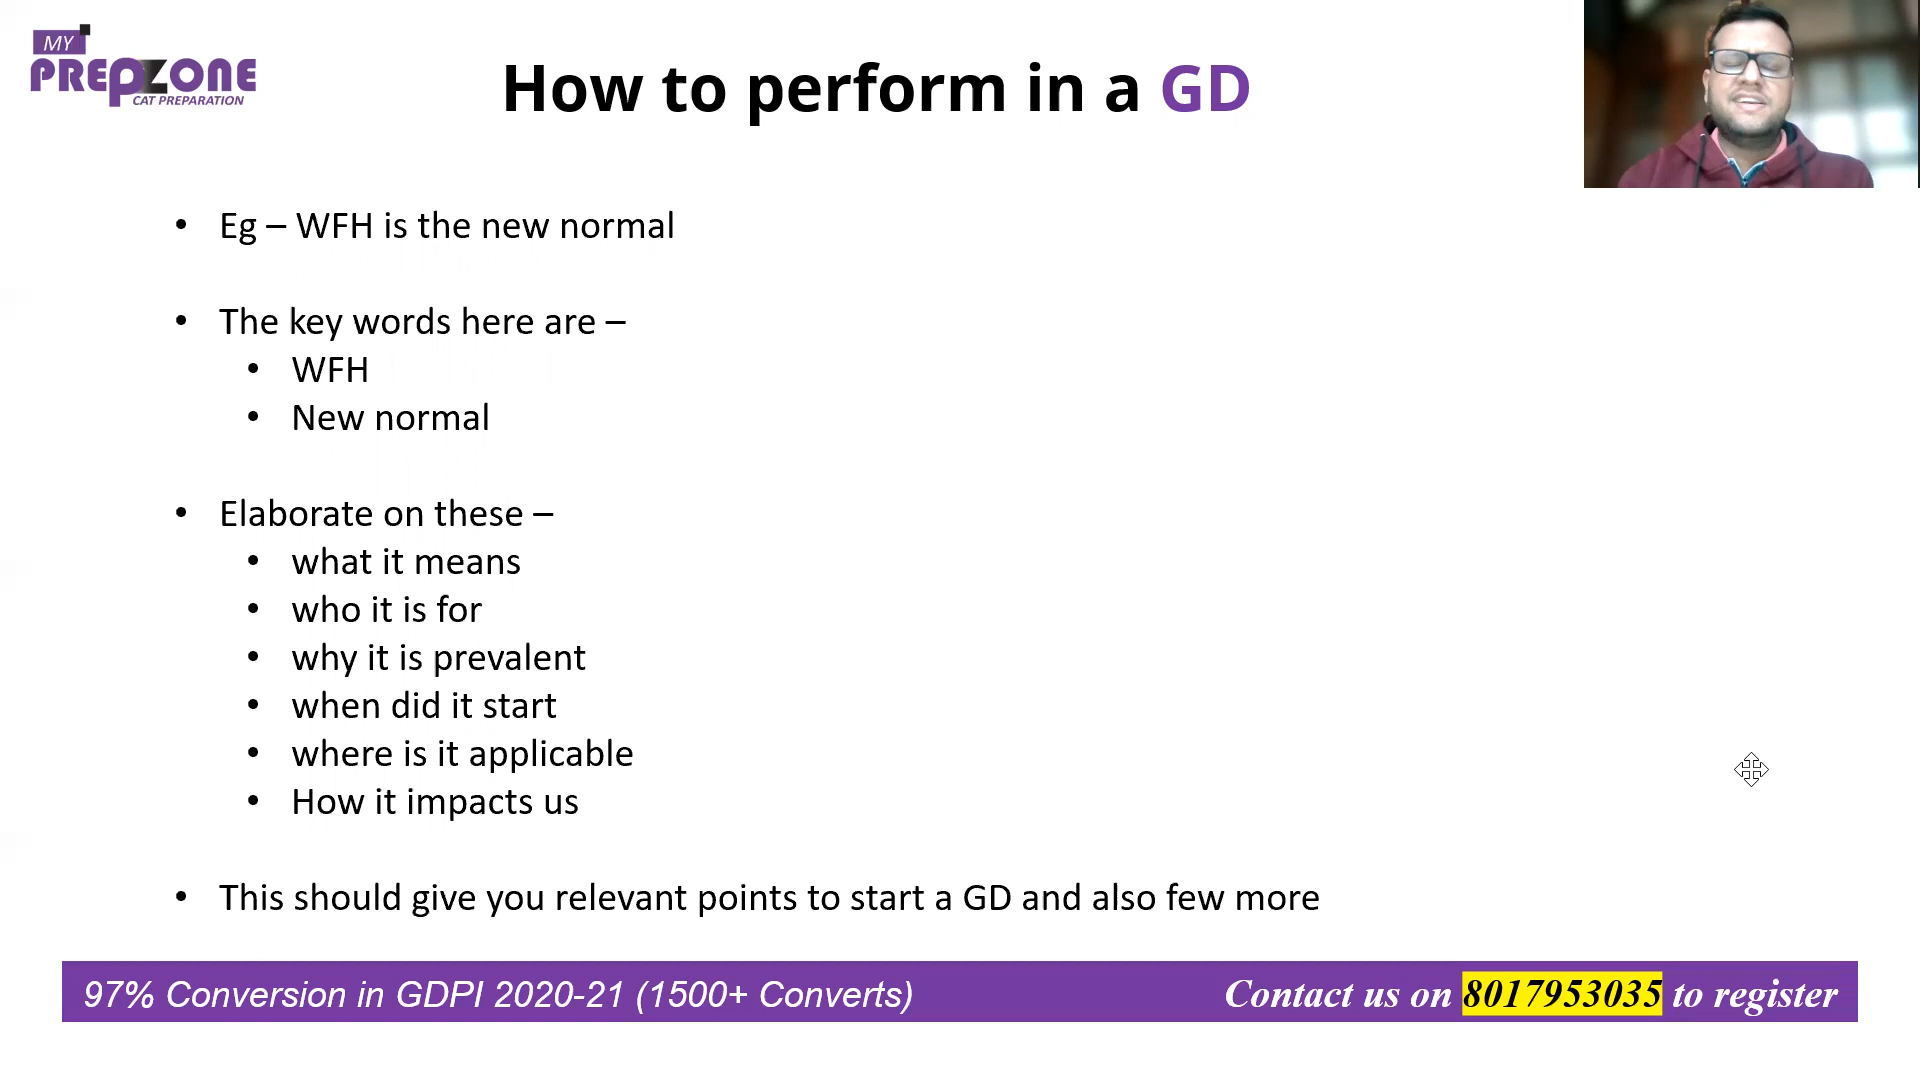 MY
PREPZONE
CAT PREPARATION
How to perform in a GD
• Eg – WFH is the new normal
• The key words here are –
• WFH
• New normal
• Elaborate on these –
• what it means
• who it is for
• why it is prevalent
• when did it start
• where is it applicable
• How it impacts us
• This should give you relevant points to start a GD and also few more
97% Conversion in GDPI 2020-21 (1500+ Converts)
Contact us on 8017953035 to register